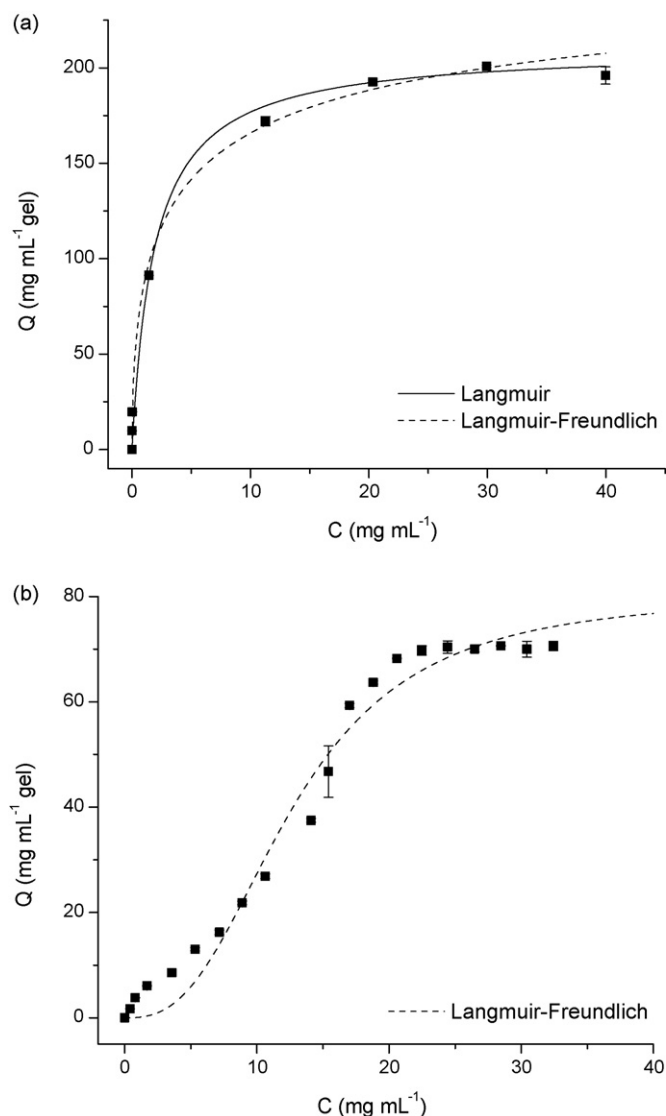 (a)
200
150
100
50
0
Q (mg mL⁻¹ gel)
Langmuir
Langmuir-Freundlich
0 10 20 30 40
C (mg mL⁻¹)
(b)
80
60
40
20
0
Q (mg mL⁻¹ gel)
Langmuir-Freundlich
0 10 20 30 40
C (mg mL⁻¹)